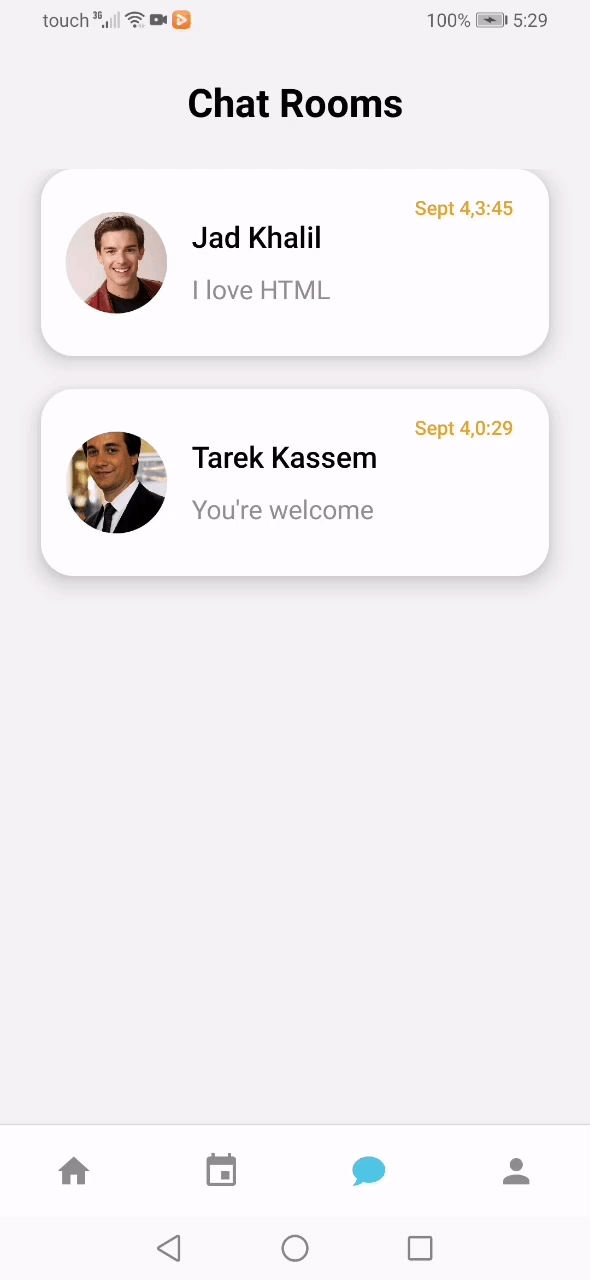 touch 3G 100% 5:29
Chat Rooms
Sept 4,3:45
Jad Khalil
I love HTML
Sept 4,0:29
Tarek Kassem
You're welcome